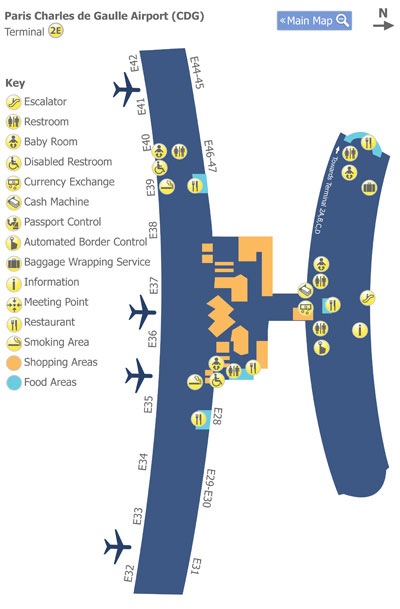 Paris Charles de Gaulle Airport (CDG)
Terminal 2E
«Main Map
N
Key
Escalator
Restroom
Baby Room
Disabled Restroom
Currency Exchange
Cash Machine
Passport Control
Automated Border Control
Baggage Wrapping Service
Information
Meeting Point
Restaurant
Smoking Area
Shopping Areas
Food Areas
E42
E44-45
E41
E40
E46-47
E39
E38
E37
E36
E35
E28
E34
E29-E30
E33
E32
E31
Towards Terminal 2A,B,C,D